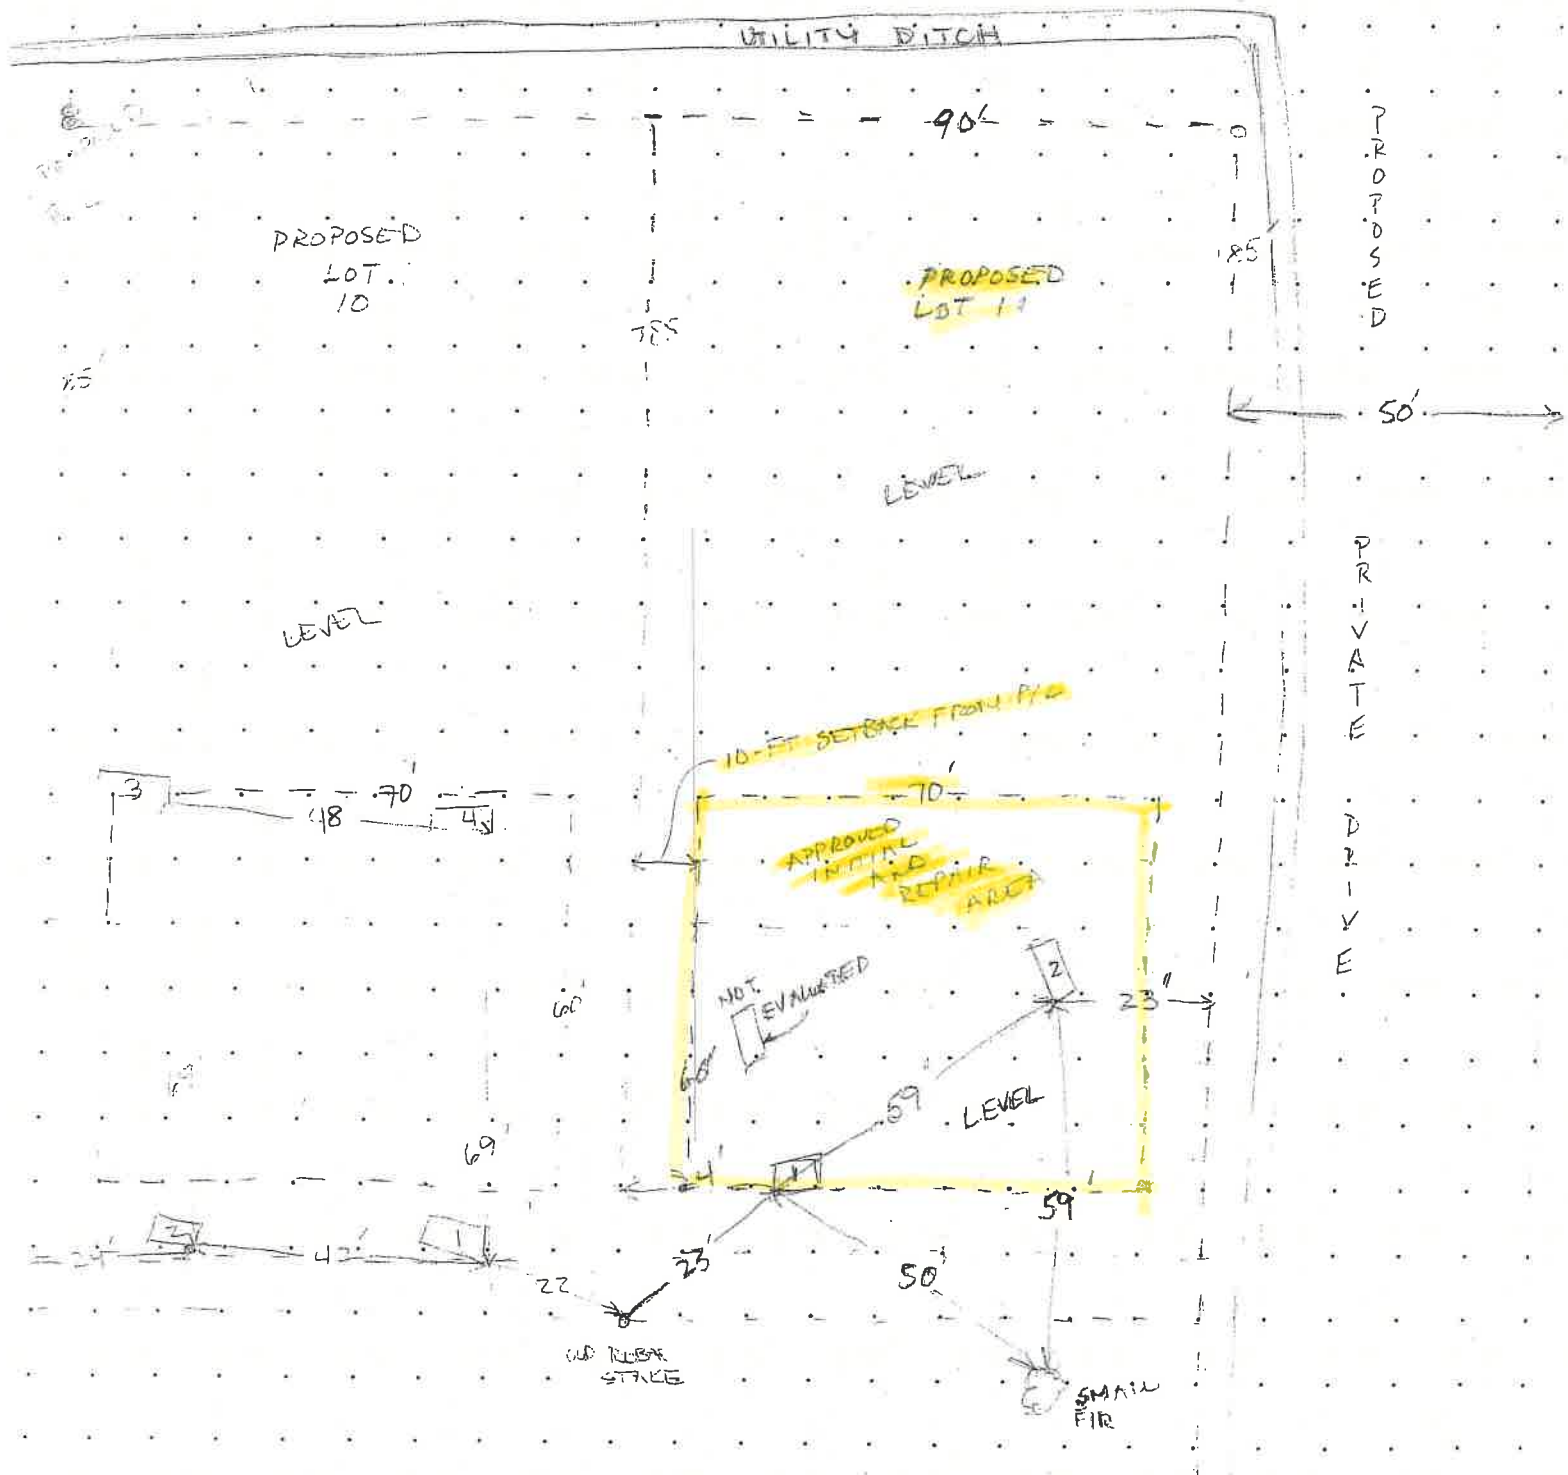 UTILITY DITCH
90'
PROPOSED
LOT
10
PROPOSED
LOT 11
185
185
PROPOSED
PRIVATE
DRIVE
50'
LEVEL
LEVEL
10-FT SETBACK FROM P/L
3
70'
48
4
70'
APPROVED
INITIAL
AND
REPAIR
AREA
2
23"
NOT
EVALUATED
60'
60'
59"
LEVEL
69'
1
59'
2
42'
1
22
23'
50'
OLD REBAR
STAKE
SMALL
FIR